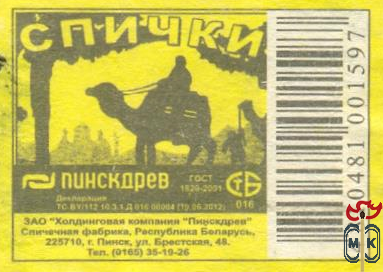 СПИЧКИ
ПИНСКДРЕВ
ГОСТ
1820-2001
СТБ
016
Декларация
ЗАО "Холдинговая компания "Пинскдрев"
Спичечная фабрика, Республика Беларусь,
225710, г. Пинск, ул. Брестская, 48.
Тел. (0165) 35-19-26
0481 001597
М К